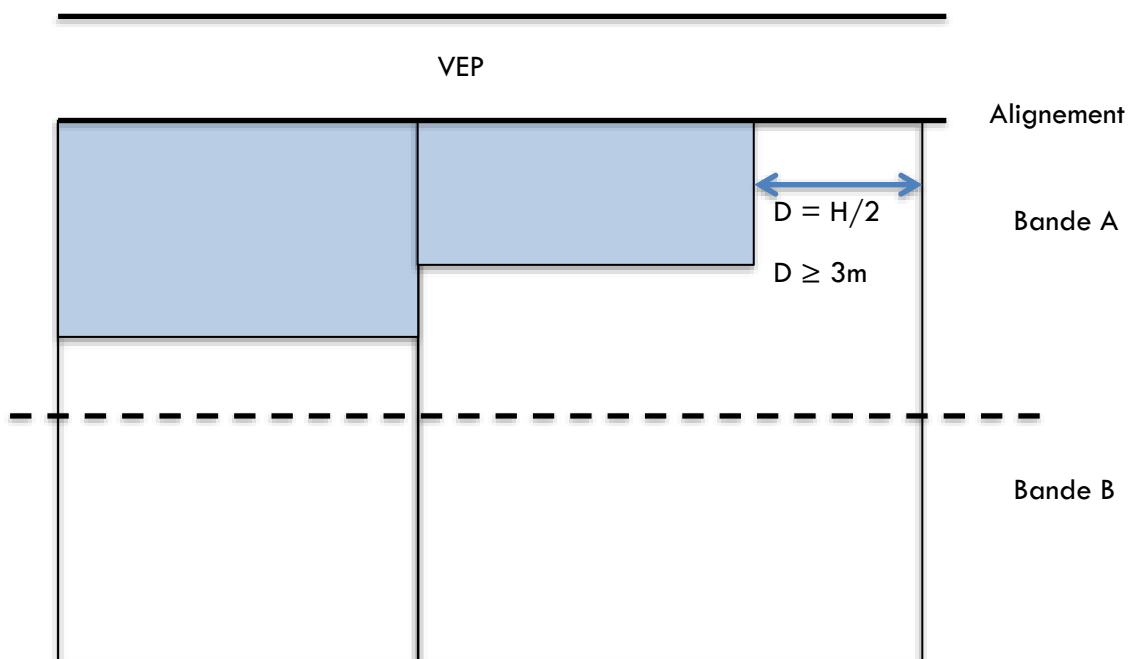 VEP
Alignement
D = H/2
Bande A
D ≥ 3m
Bande B